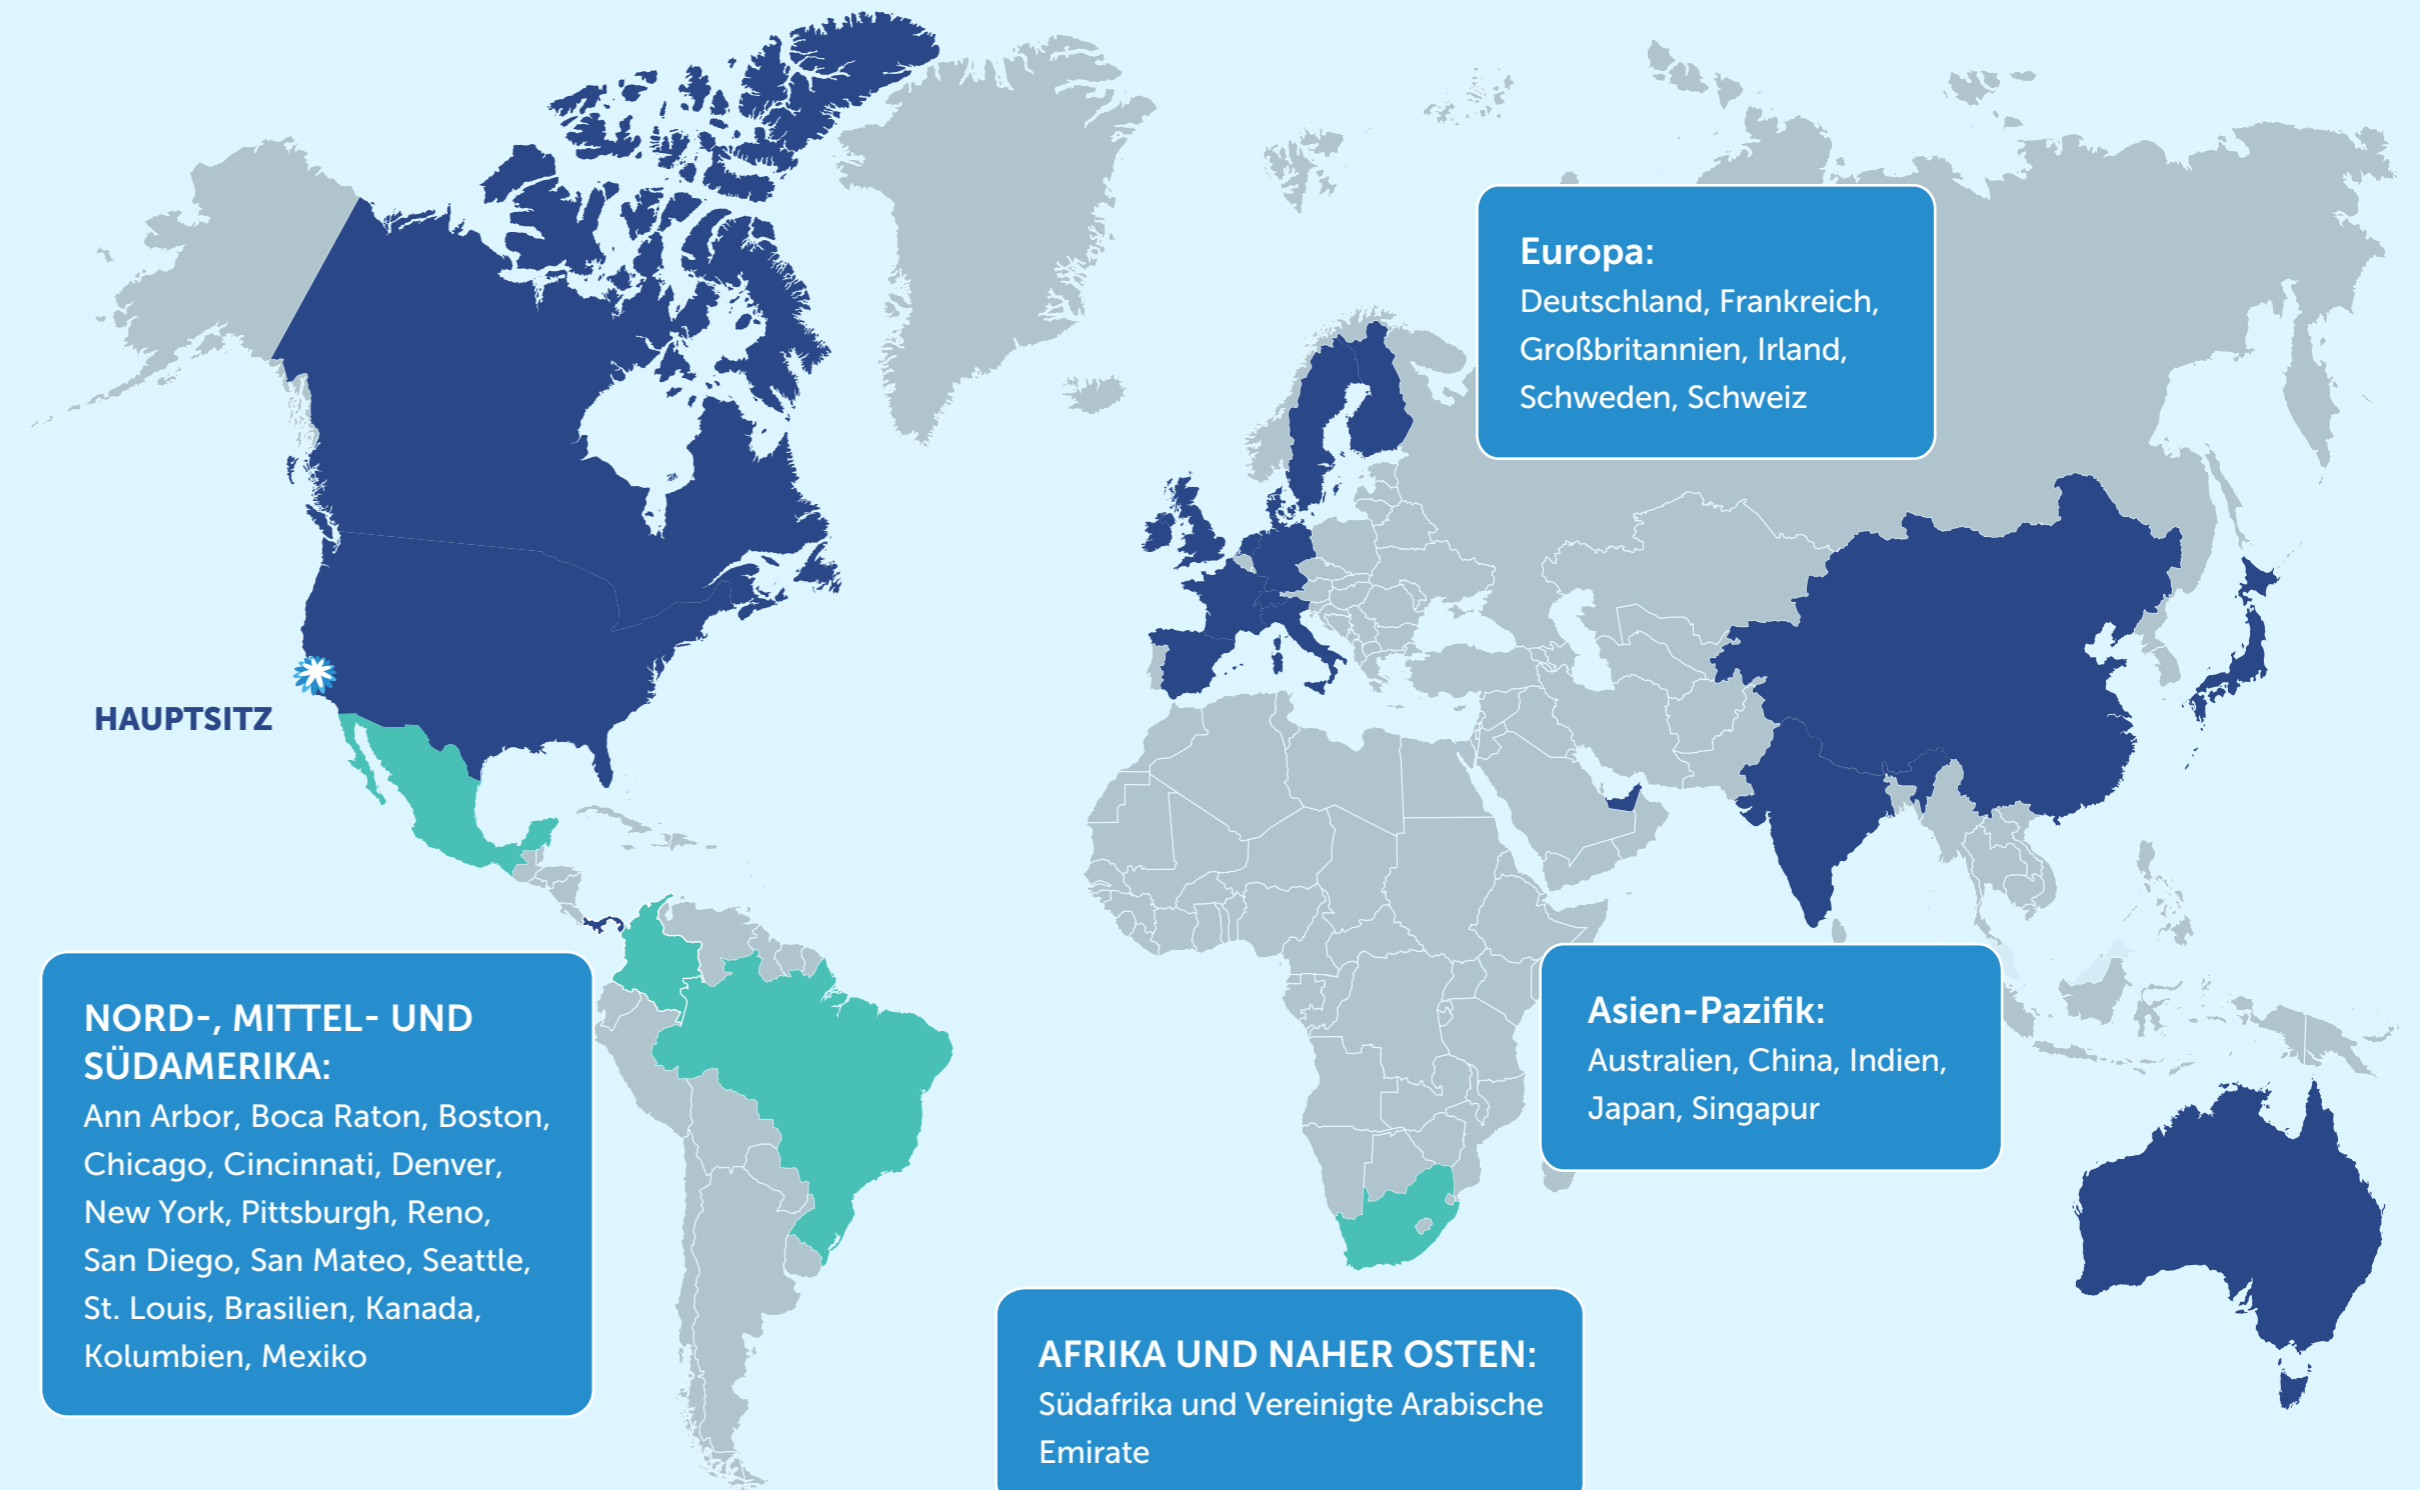 Europa:
Deutschland, Frankreich,
Großbritannien, Irland,
Schweden, Schweiz
HAUPTSITZ
NORD-, MITTEL- UND
SÜDAMERIKA:
Ann Arbor, Boca Raton, Boston,
Chicago, Cincinnati, Denver,
New York, Pittsburgh, Reno,
San Diego, San Mateo, Seattle,
St. Louis, Brasilien, Kanada,
Kolumbien, Mexiko
Asien-Pazifik:
Australien, China, Indien,
Japan, Singapur
AFRIKA UND NAHER OSTEN:
Südafrika und Vereinigte Arabische
Emirate